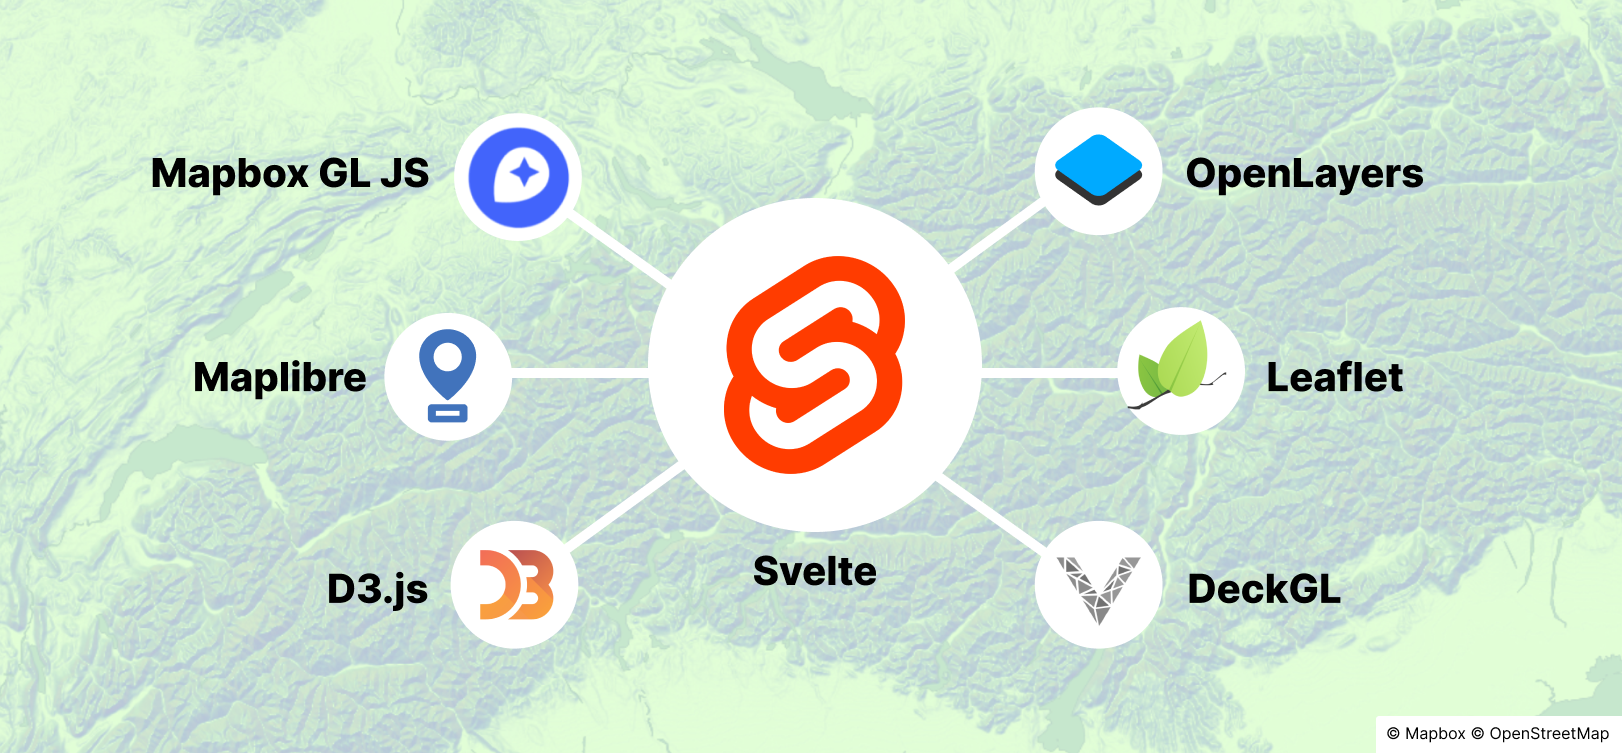 Mapbox GL JS
OpenLayers
Maplibre
Leaflet
D3.js
Svelte
DeckGL
© Mapbox © OpenStreetMap